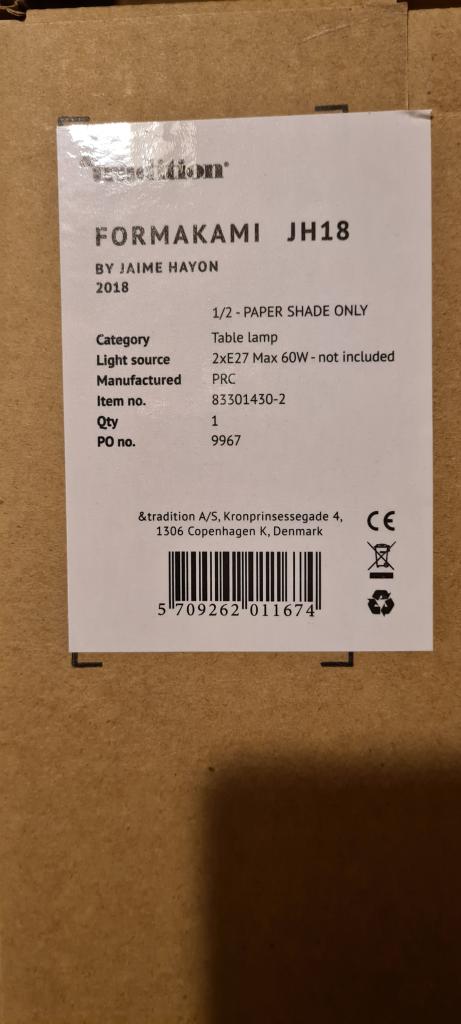 &tradition®
FORMAKAMI JH18
BY JAIME HAYON
2018
1/2 - PAPER SHADE ONLY
Category Table lamp
Light source 2xE27 Max 60W - not included
Manufactured PRC
Item no. 83301430-2
Qty 1
PO no. 9967
&tradition A/S, Kronprinsessegade 4,
1306 Copenhagen K, Denmark
CE
5 709262 011674